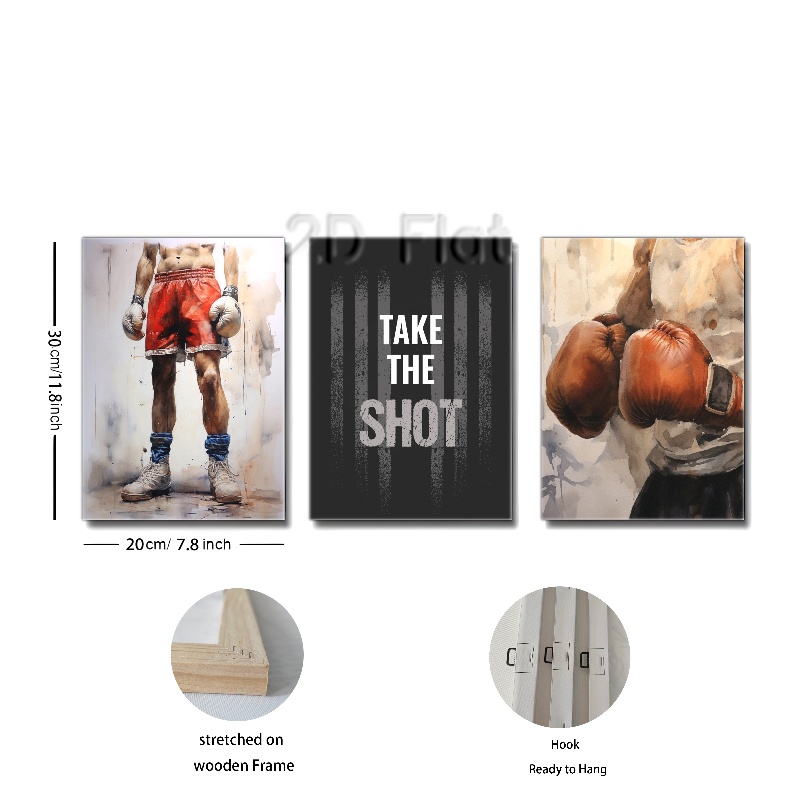 2D Flat
30cm/11.8inch
TAKE
THE
SHOT
20cm/ 7.8 inch
stretched on
wooden Frame
Hook
Ready to Hang